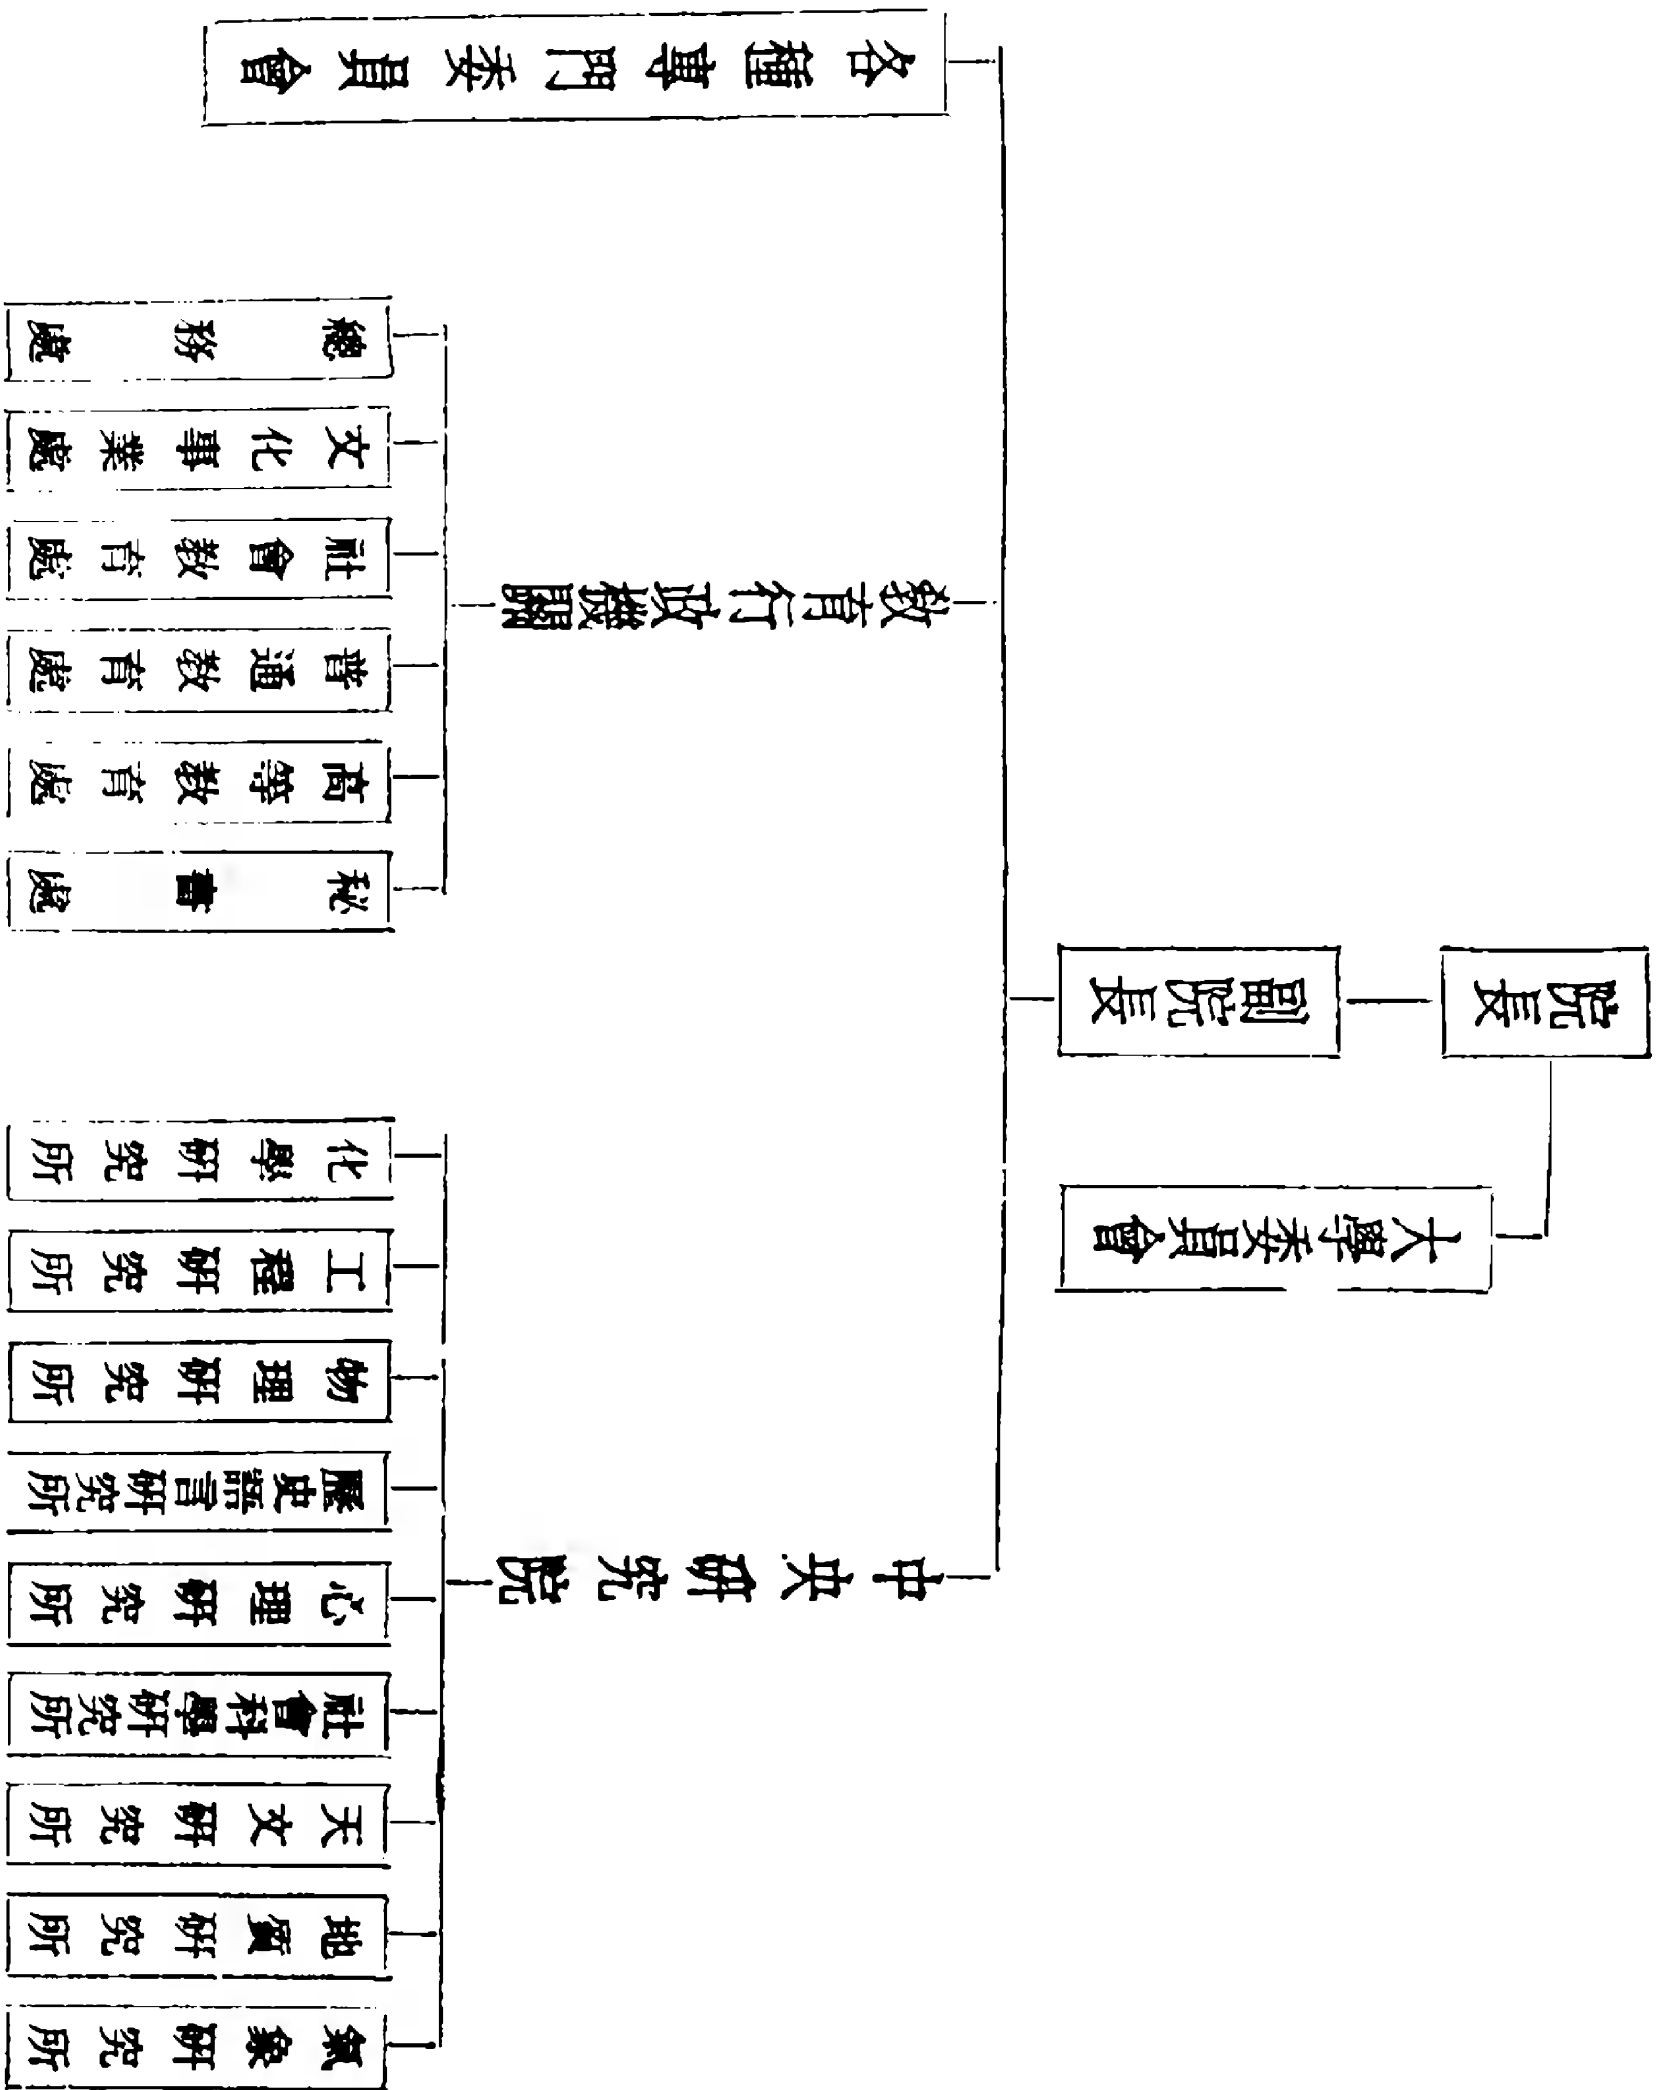 院長
大學委員會
副院長
各種專門委員會
教育行政機關
中央研究院
總務處
文化事業處
社會教育處
普通教育處
高等教育處
秘書處
化學研究所
工程研究所
物理研究所
歷史語言研究所
心理研究所
社會科學研究所
天文研究所
地質研究所
氣象研究所